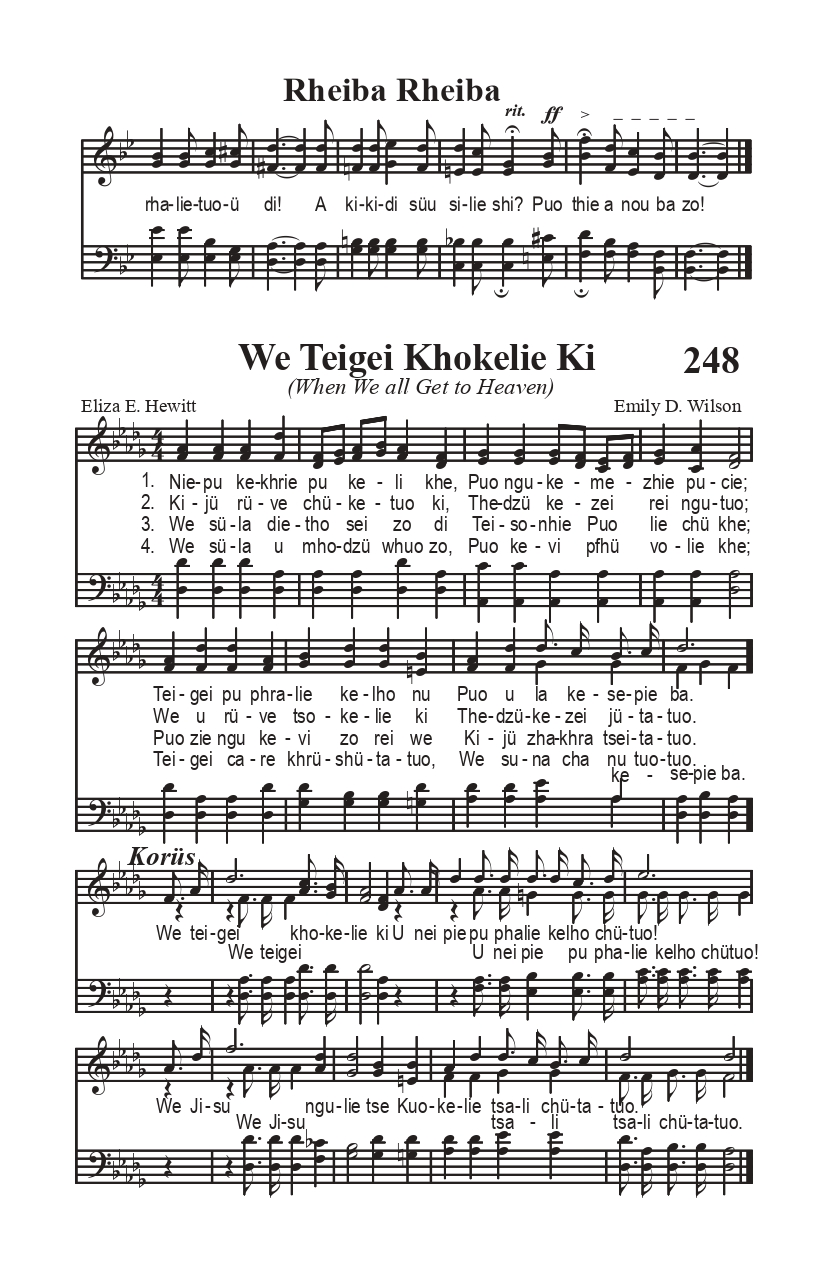 Rheiba Rheiba
rit. ff > _ _ _ _ _
rha-lie-tuo-ü di! A ki-ki-di süu si-lie shi? Puo thie a nou ba zo!
We Teigei Khokelie Ki 248
(When We all Get to Heaven)
Eliza E. Hewitt Emily D. Wilson
1. Nie-pu ke-khrie pu ke - li khe, Puo ngu - ke - me - zhie pu - cie;
2. Ki - jü rü - ve chü - ke - tuo ki, The-dzü ke - zei rei ngu-tuo;
3. We sü-la die-tho sei zo di Tei - so-nhie Puo lie chü khe;
4. We sü-la u mho-dzü whuo zo, Puo ke - vi pfhü vo - lie khe;
Tei - gei pu phra-lie ke-lho nu Puo u la ke - se-pie ba.
We u rü - ve tso - ke - lie ki The-dzü-ke - zei jü - ta - tuo.
Puo zie ngu ke - vi zo rei we Ki - jü zha-khra tsei-ta - tuo.
Tei - gei ca - re khrü-shü-ta - tuo, We su-na cha nu tuo-tuo.
ke - se-pie ba.
Korüs
We tei-gei kho-ke-lie ki U nei pie pu phalie kelho chü-tuo!
We teigei U nei pie pu pha-lie kelho chütuo!
We Ji-su ngu-lie tse Kuo-ke-lie tsa-li chü-ta - tuo.
We Ji-su tsa - li tsa-li chü-ta-tuo.